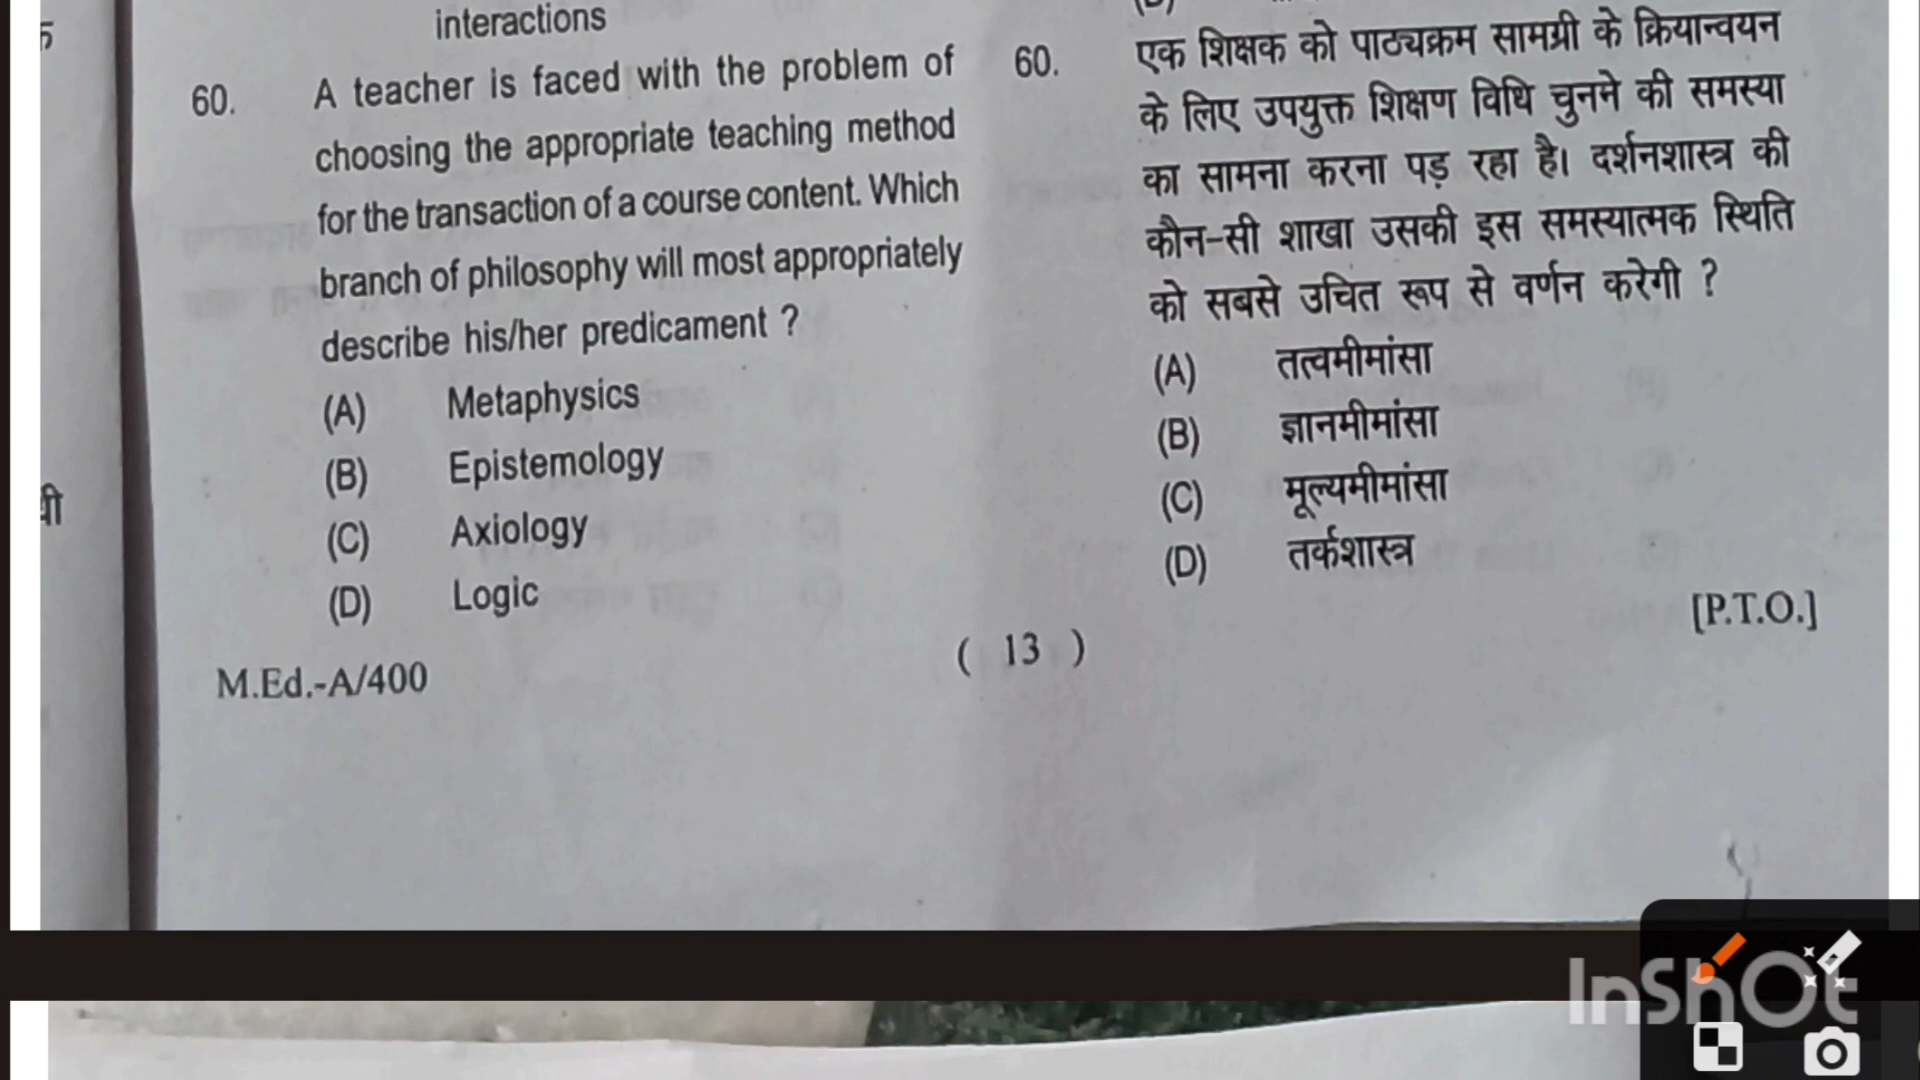 interactions
60. A teacher is faced with the problem of
choosing the appropriate teaching method
for the transaction of a course content. Which
branch of philosophy will most appropriately
describe his/her predicament ?
(A) Metaphysics
(B) Epistemology
(C) Axiology
(D) Logic
60. एक शिक्षक को पाठ्यक्रम सामग्री के क्रियान्वयन
के लिए उपयुक्त शिक्षण विधि चुनने की समस्या
का सामना करना पड़ रहा है। दर्शनशास्त्र की
कौन-सी शाखा उसकी इस समस्यात्मक स्थिति
को सबसे उचित रूप से वर्णन करेगी ?
(A) तत्वमीमांसा
(B) ज्ञानमीमांसा
(C) मूल्यमीमांसा
(D) तर्कशास्त्र
[P.T.O.]
M.Ed.-A/400
( 13 )
InShOt